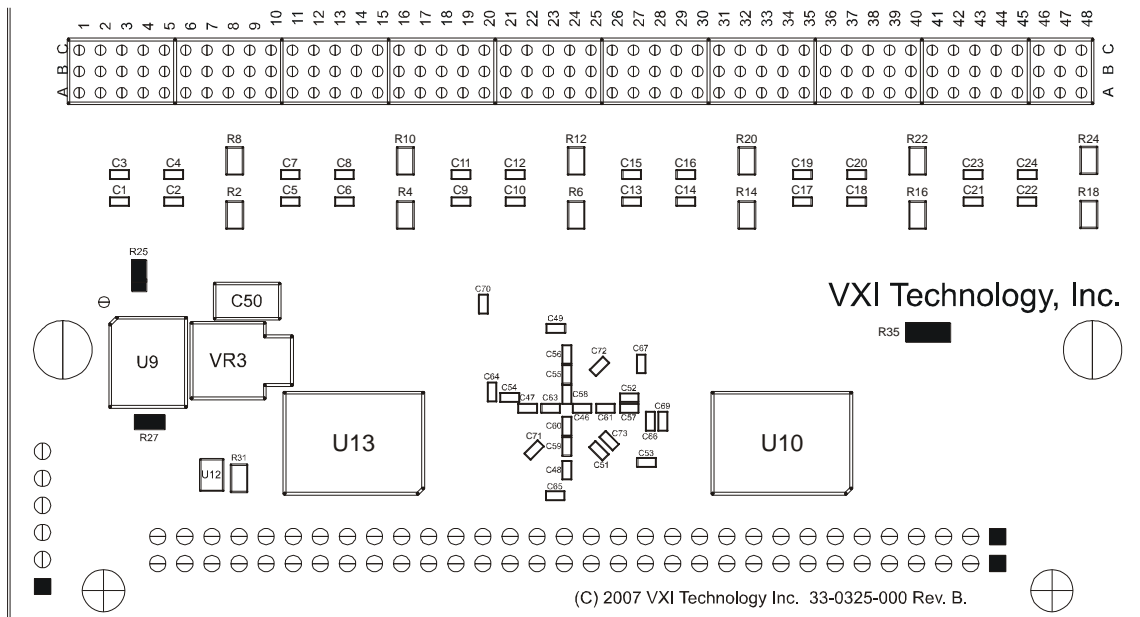 1 2 3 4 5 6 7 8 9 10 11 12 13 14 15 16 17 18 19 20 21 22 23 24 25 26 27 28 29 30 31 32 33 34 35 36 37 38 39 40 41 42 43 44 45 46 47 48
C C
B B
A A
R8 R10 R12 R20 R22 R24
C3 C4 C7 C8 C11 C12 C15 C16 C19 C20 C23 C24
C1 C2 R2 C5 C6 R4 C9 C10 R6 C13 C14 R14 C17 C18 R16 C21 C22 R18
R25
C50 C70 VXI Technology, Inc.
C49 R35
U9 VR3 C56 C72 C67
C55
C64 C54 C58 C52
C47 C63 C46 C61 C57 C69
R27 C60 C66
U13 C71 C59 C73 C51 U10
U12 R31 C48 C53
C65
(C) 2007 VXI Technology Inc. 33-0325-000 Rev. B.